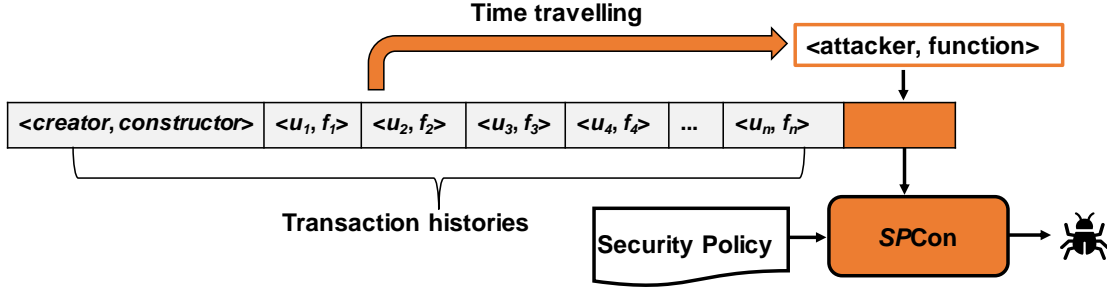 Time travelling
<attacker, function>
<creator, constructor> <u1, f1> <u2, f2> <u3, f3> <u4, f4> ... <un, fn>
Transaction histories
Security Policy
SPCon